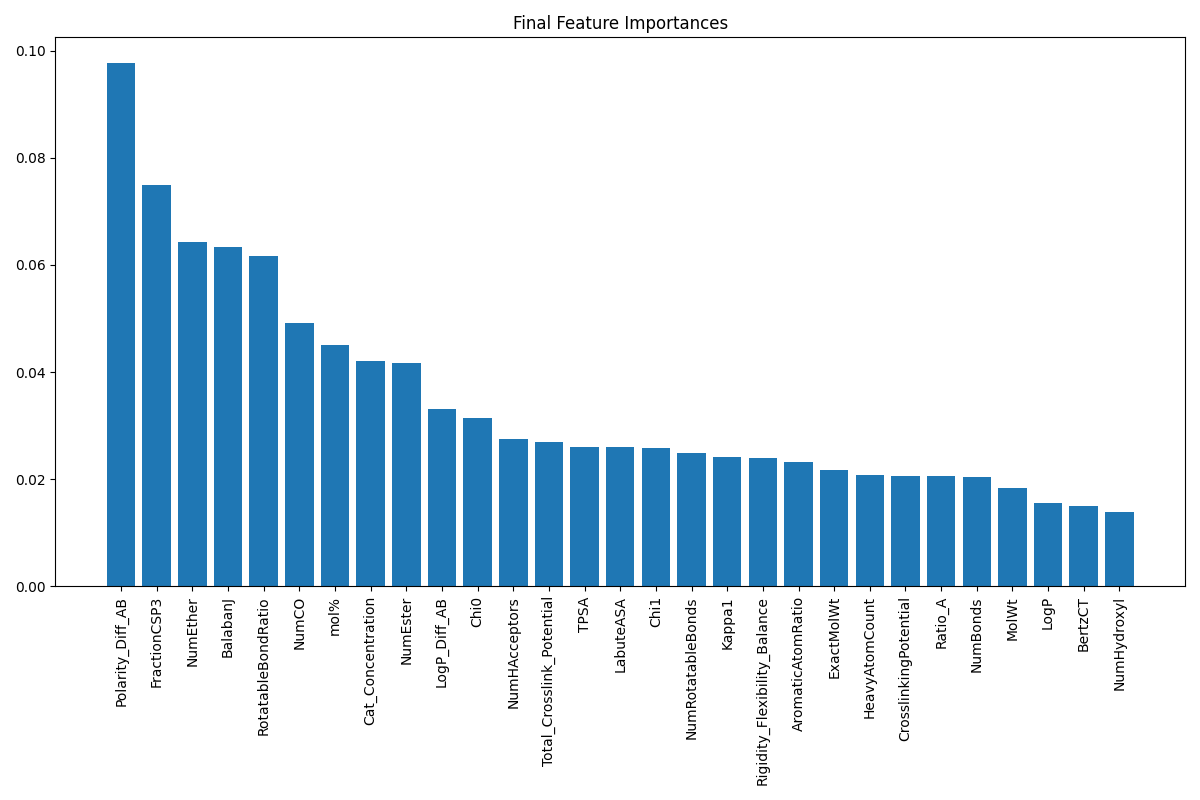 Final Feature Importances
0.10
0.08
0.06
0.04
0.02
0.00
Polarity_Diff_AB
FractionCSP3
NumEther
BalabanJ
RotatableBondRatio
NumCO
mol%
Cat_Concentration
NumEster
LogP_Diff_AB
Chi0
NumHAcceptors
Total_Crosslink_Potential
TPSA
LabuteASA
Chi1
NumRotatableBonds
Kappa1
Rigidity_Flexibility_Balance
AromaticAtomRatio
ExactMolWt
HeavyAtomCount
CrosslinkingPotential
Ratio_A
NumBonds
MolWt
LogP
BertzCT
NumHydroxyl